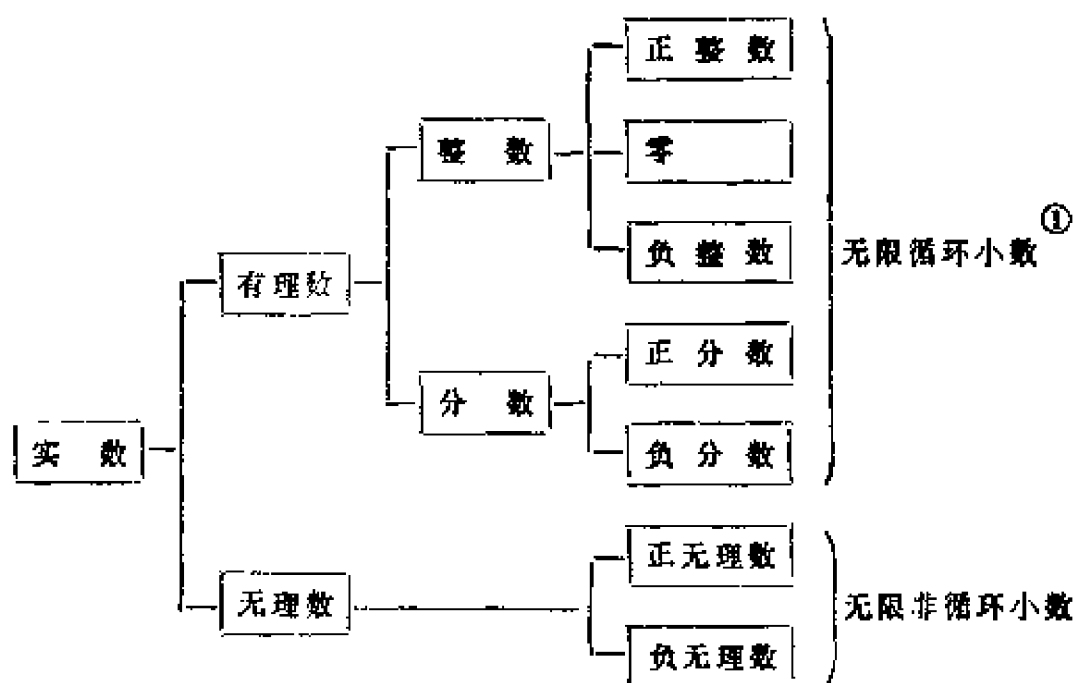 正整数
整数
零
①
负整数
无限循环小数
有理数
正分数
分数
实数
负分数
正无理数
无理数
无限非循环小数
负无理数